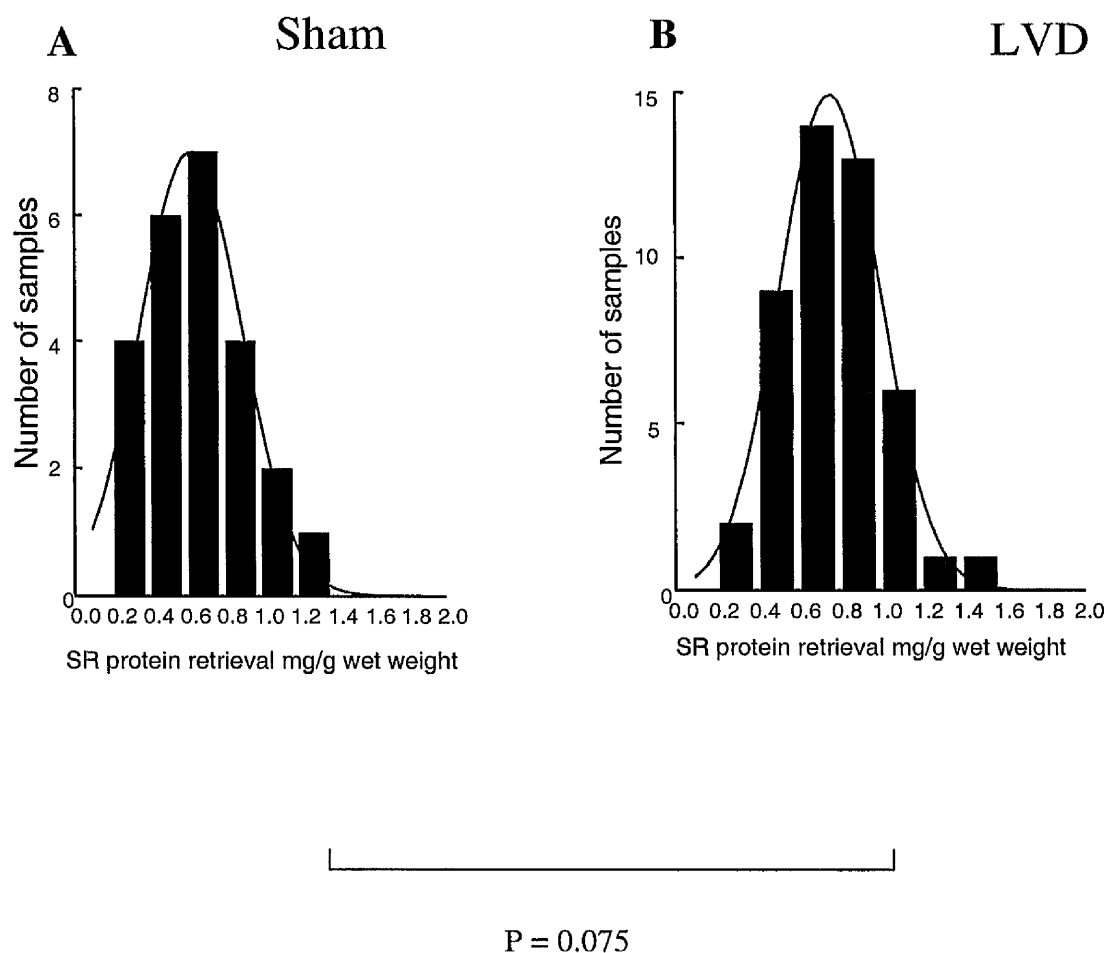 A Sham
8
6
4
2
0
Number of samples
0.0 0.2 0.4 0.6 0.8 1.0 1.2 1.4 1.6 1.8 2.0
SR protein retrieval mg/g wet weight
B LVD
15
10
5
0
Number of samples
0.0 0.2 0.4 0.6 0.8 1.0 1.2 1.4 1.6 1.8 2.0
SR protein retrieval mg/g wet weight
P = 0.075